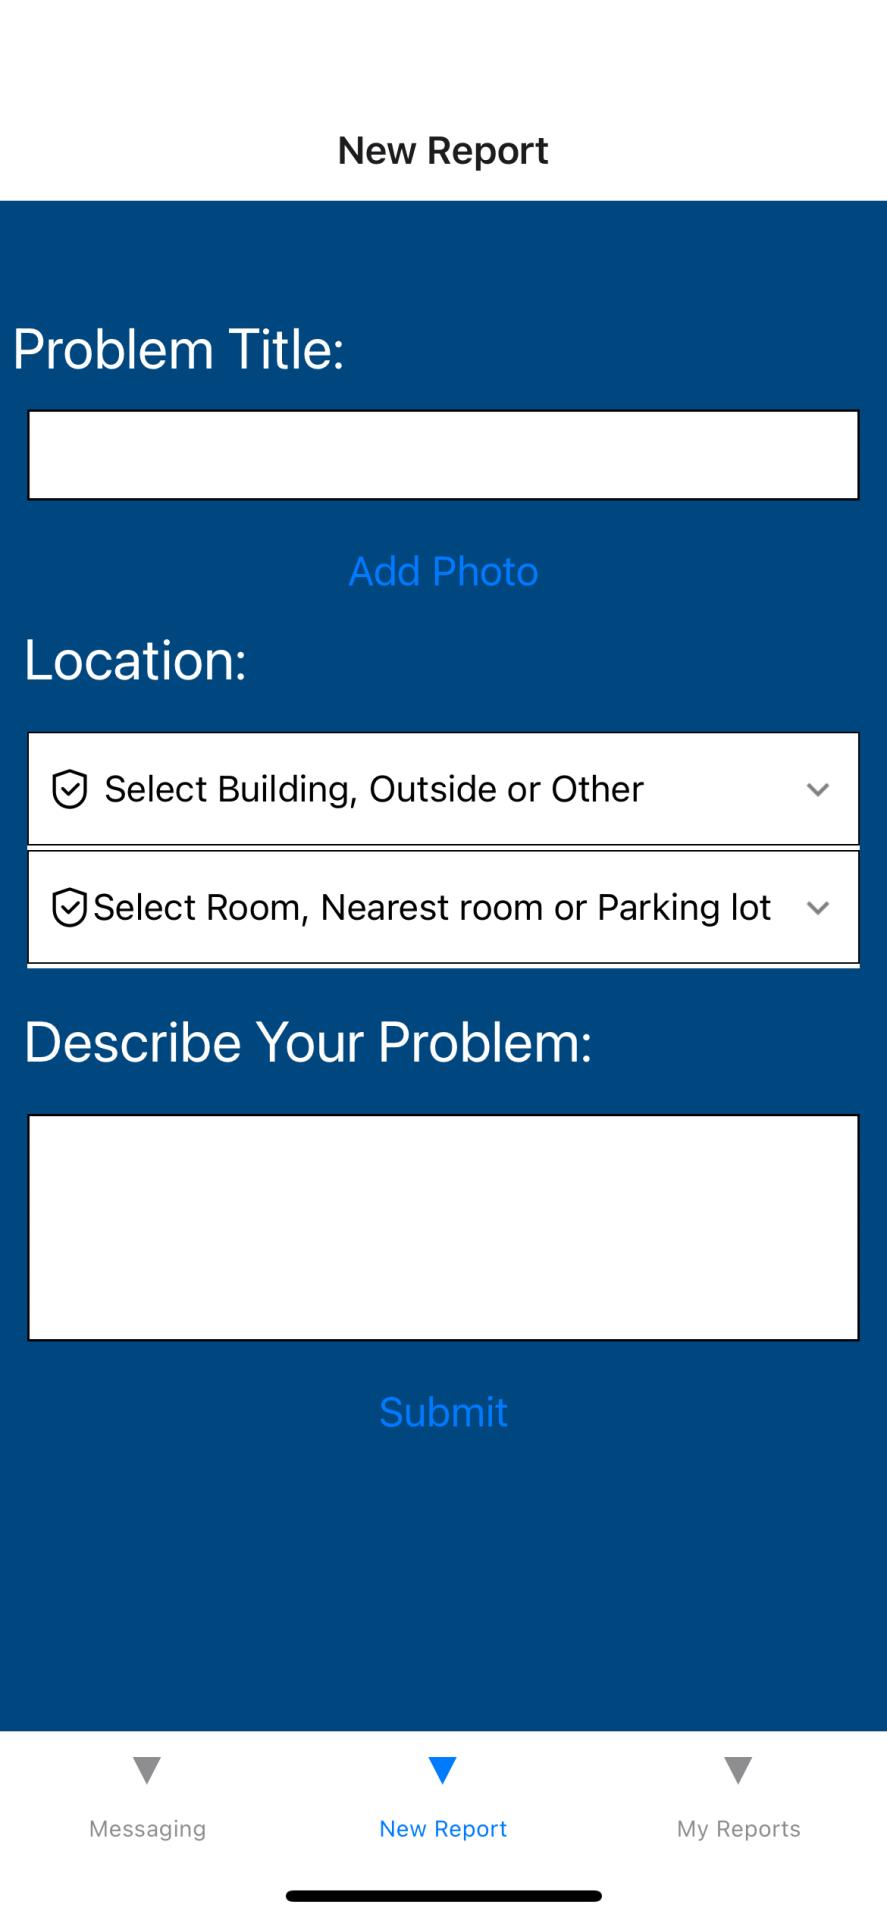 New Report
Problem Title:
Add Photo
Location:
Select Building, Outside or Other
Select Room, Nearest room or Parking lot
Describe Your Problem:
Submit
Messaging
New Report
My Reports